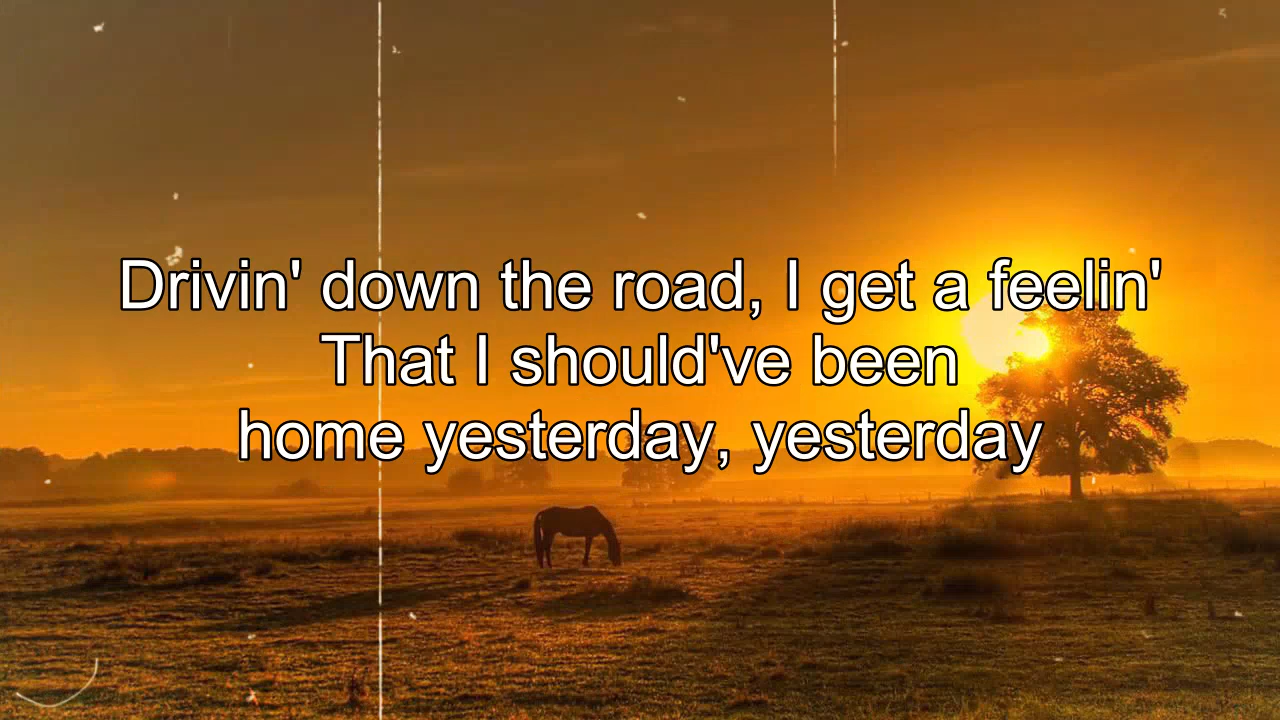 Drivin' down the road, I get a feelin'
That I should've been
home yesterday, yesterday